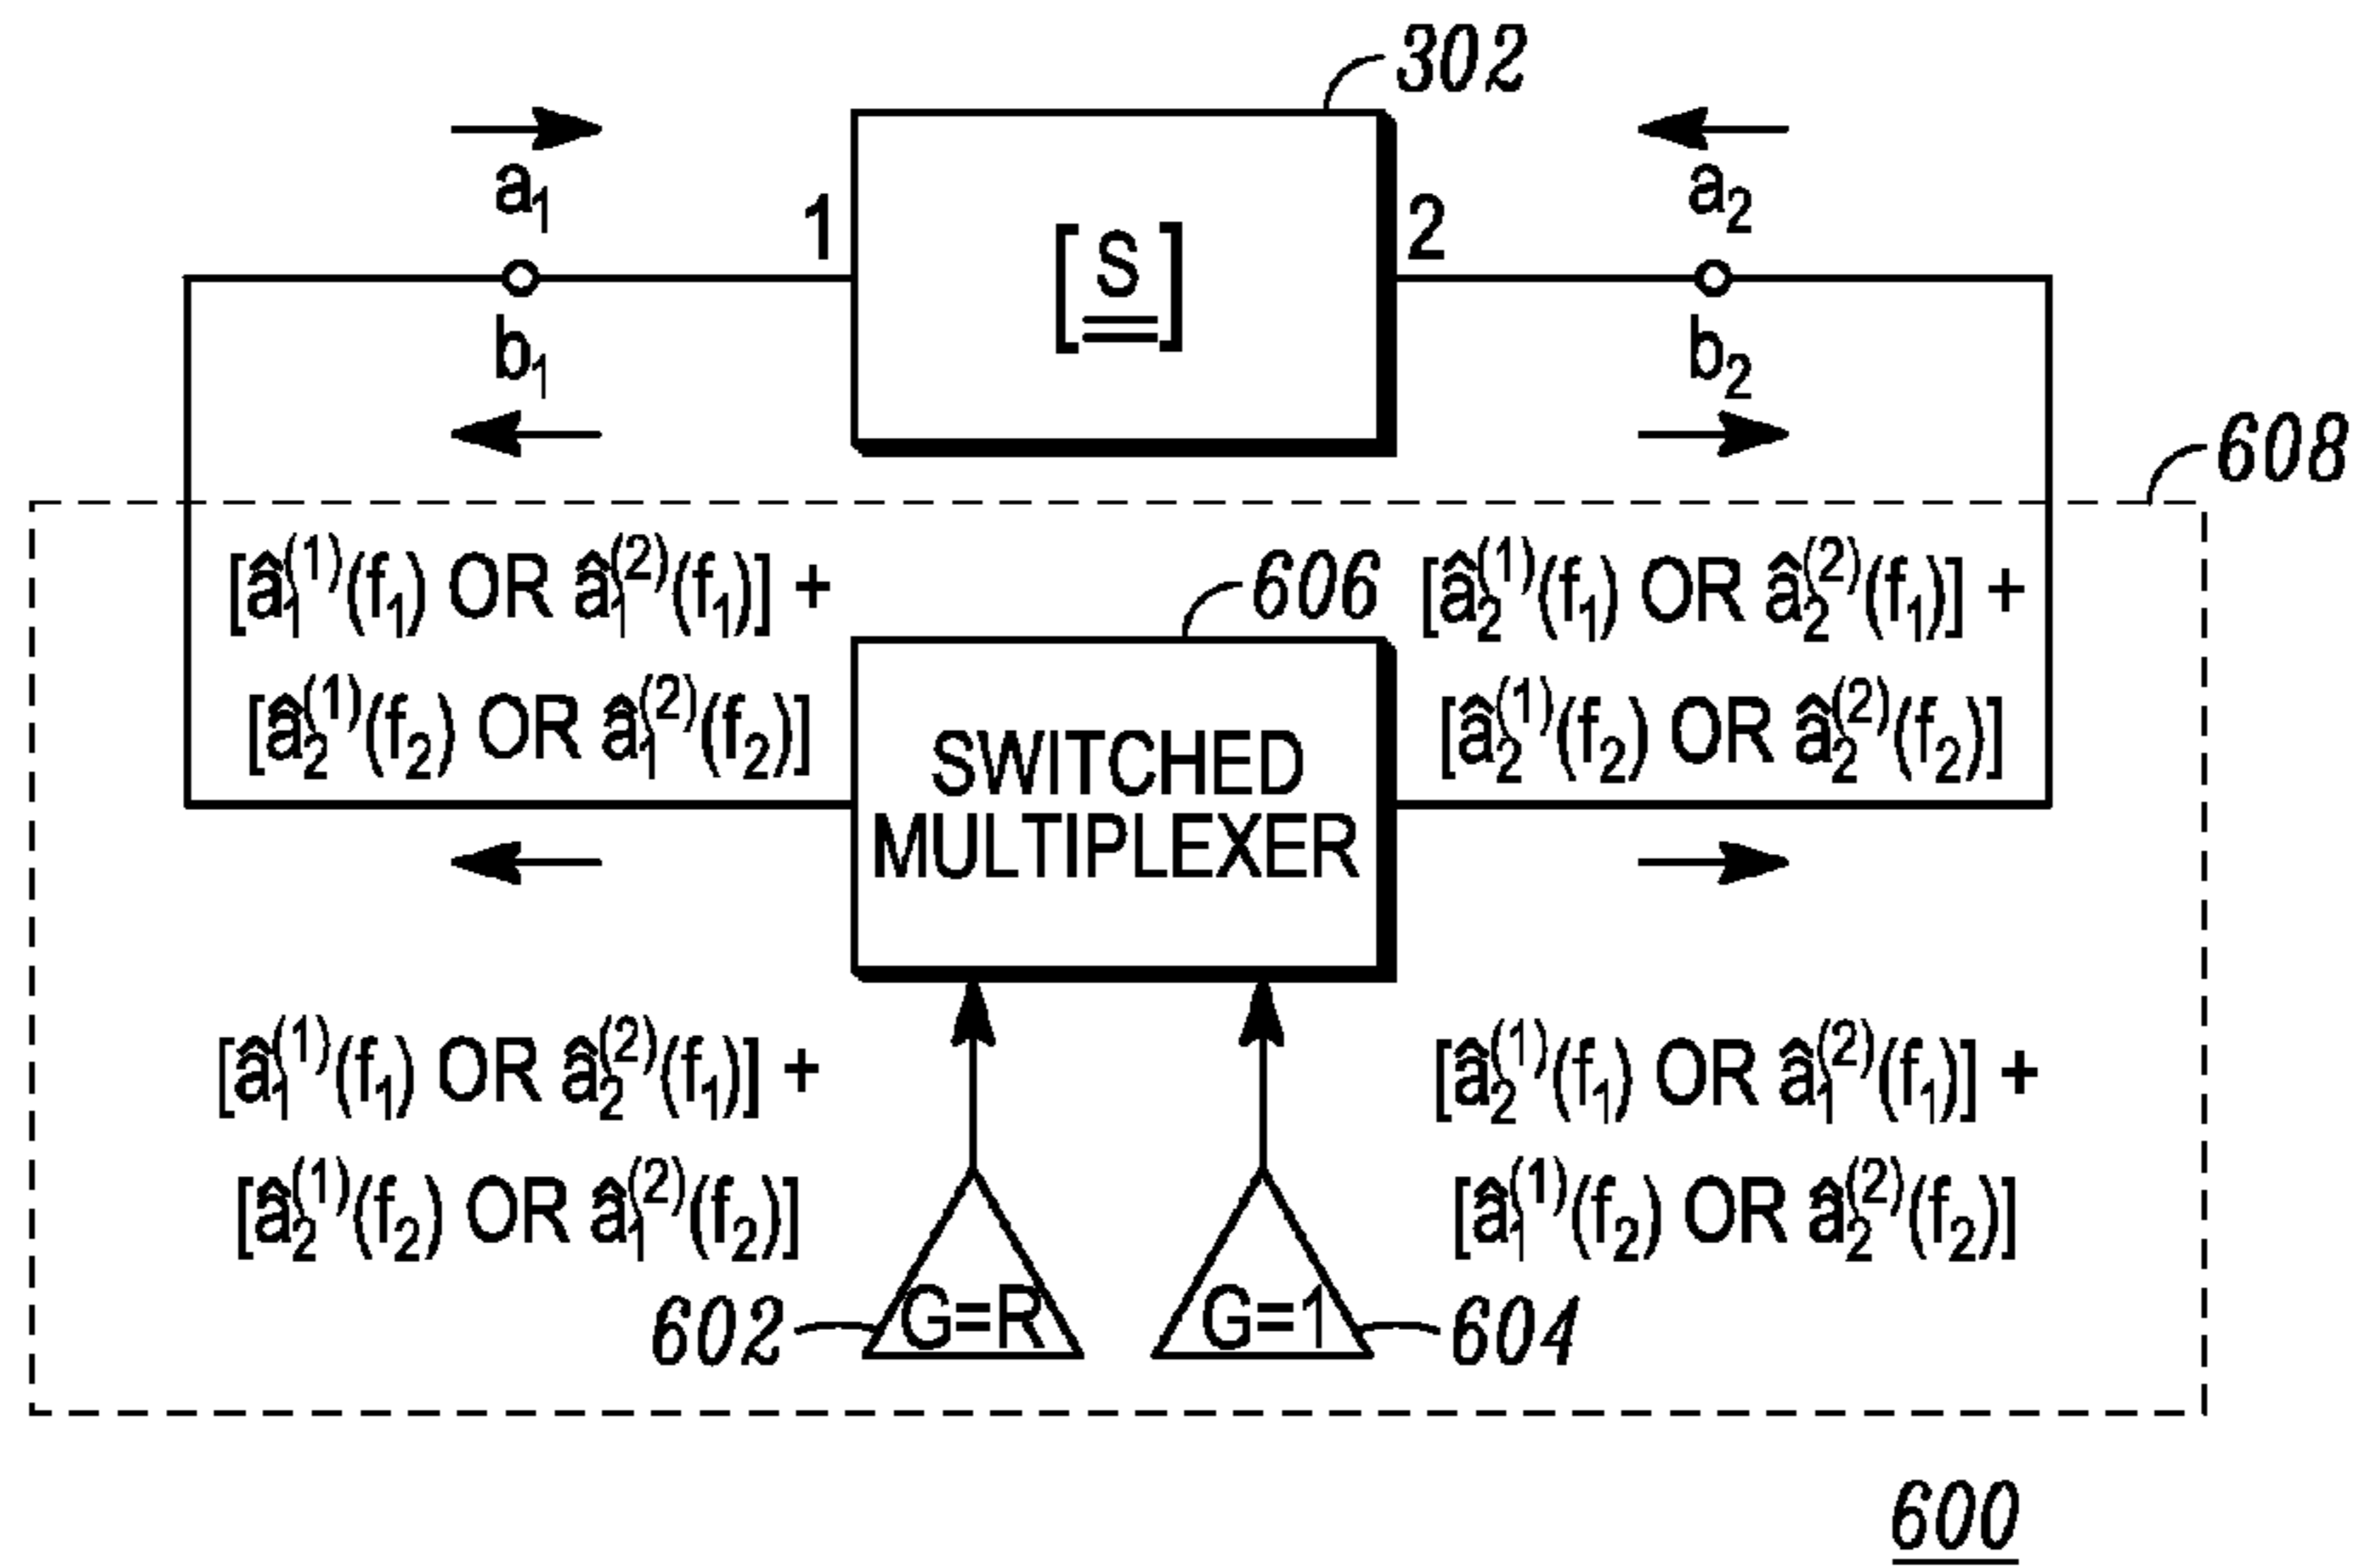 302
a₁
a₂
1
2
[S]
b₁
b₂
608
[â₁⁽¹⁾(f₁) OR â₁⁽²⁾(f₁)] +
[â₂⁽¹⁾(f₂) OR â₁⁽²⁾(f₂)]
606
[â₂⁽¹⁾(f₁) OR â₂⁽²⁾(f₁)] +
[â₂⁽¹⁾(f₂) OR â₂⁽²⁾(f₂)]
SWITCHED
MULTIPLEXER
[â₁⁽¹⁾(f₁) OR â₂⁽²⁾(f₁)] +
[â₂⁽¹⁾(f₂) OR â₁⁽²⁾(f₂)]
[â₂⁽¹⁾(f₁) OR â₁⁽²⁾(f₁)] +
[â₁⁽¹⁾(f₂) OR â₂⁽²⁾(f₂)]
602
G=R
G=1
604
600